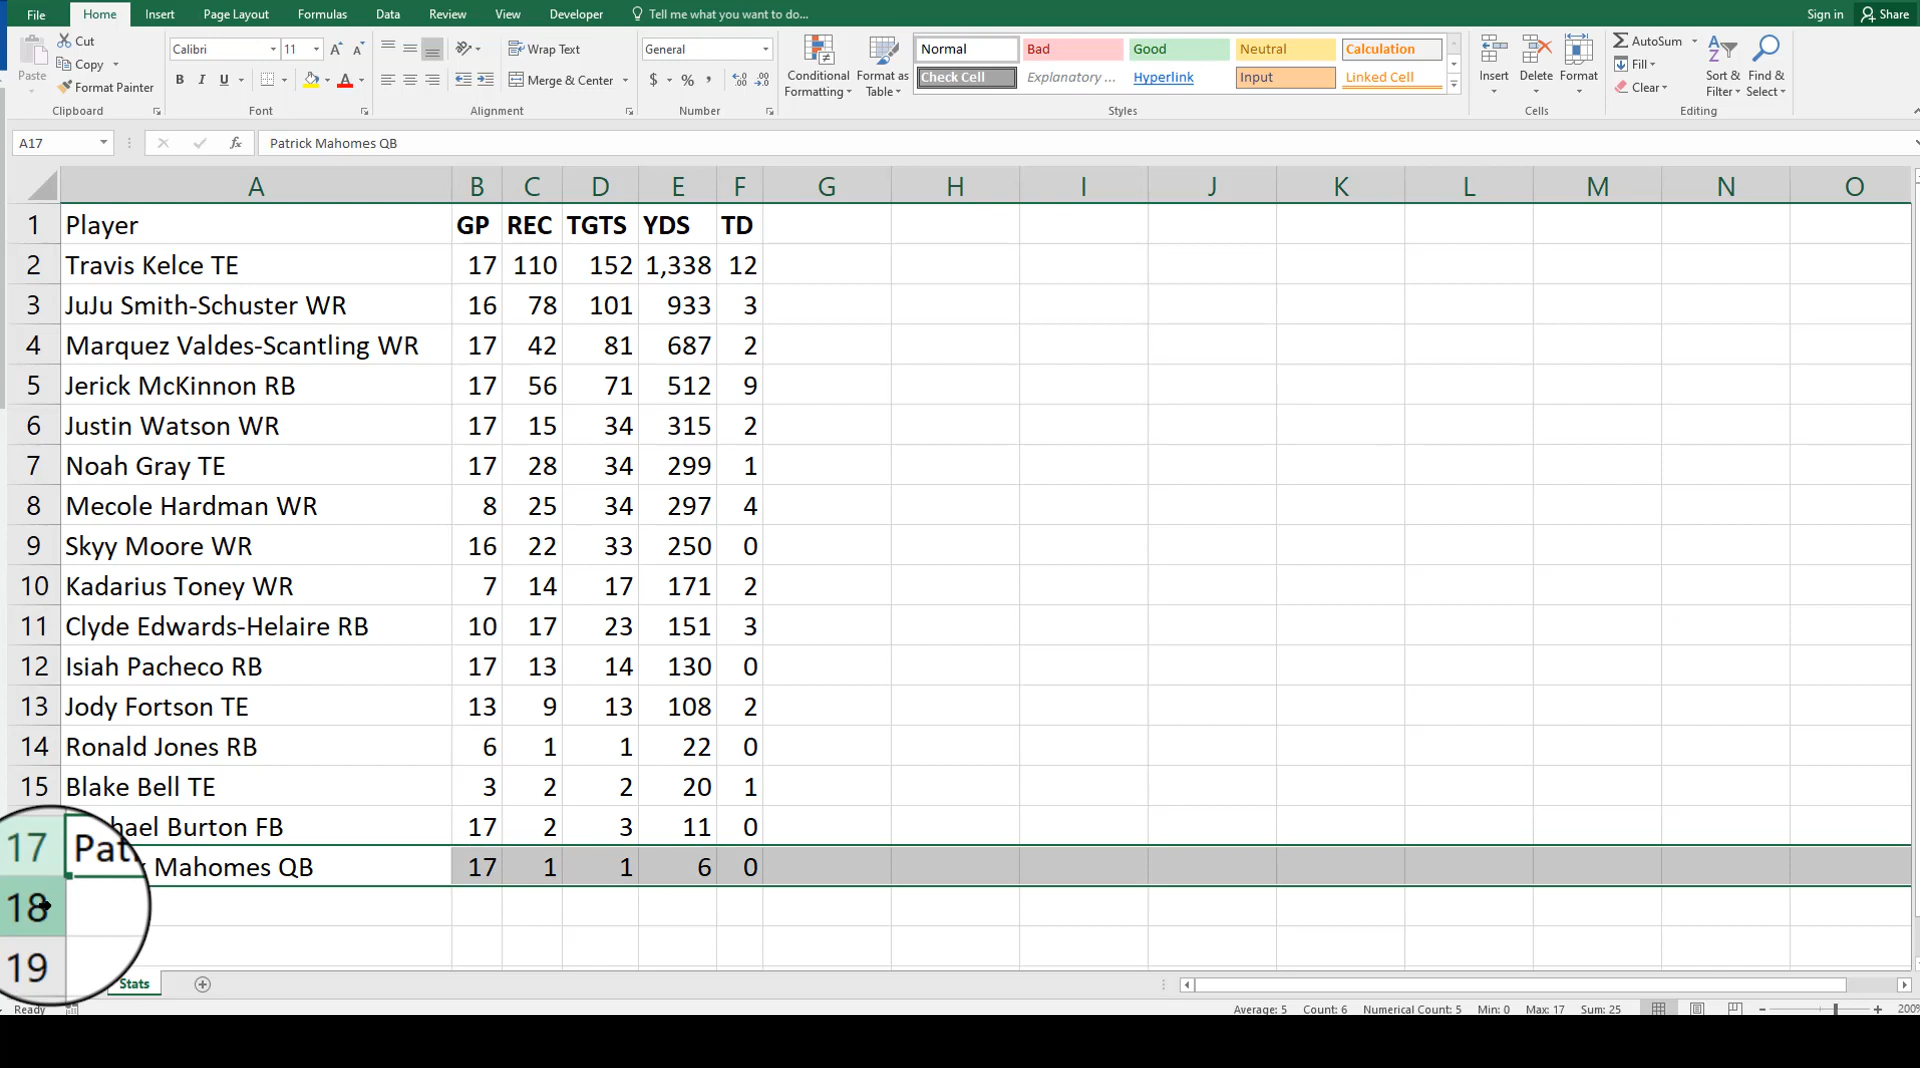 File Home Insert Page Layout Formulas Data Review View Developer Tell me what you want to do... Sign in Share
Cut
Copy
Format Painter
Paste
Clipboard
Calibri 11
B I U
Font
Wrap Text
Merge & Center
Alignment
General
$ % ,
Number
Conditional Formatting
Format as Table
Normal Bad Good Neutral Calculation
Check Cell Explanatory ... Hyperlink Input Linked Cell
Styles
Insert Delete Format
Cells
AutoSum
Fill
Clear
Sort & Filter
Find & Select
Editing
A17 fx Patrick Mahomes QB
A B C D E F G H I J K L M N O
1 Player GP REC TGTS YDS TD
2 Travis Kelce TE 17 110 152 1,338 12
3 JuJu Smith-Schuster WR 16 78 101 933 3
4 Marquez Valdes-Scantling WR 17 42 81 687 2
5 Jerick McKinnon RB 17 56 71 512 9
6 Justin Watson WR 17 15 34 315 2
7 Noah Gray TE 17 28 34 299 1
8 Mecole Hardman WR 8 25 34 297 4
9 Skyy Moore WR 16 22 33 250 0
10 Kadarius Toney WR 7 14 17 171 2
11 Clyde Edwards-Helaire RB 10 17 23 151 3
12 Isiah Pacheco RB 17 13 14 130 0
13 Jody Fortson TE 13 9 13 108 2
14 Ronald Jones RB 6 1 1 22 0
15 Blake Bell TE 3 2 2 20 1
hael Burton FB 17 2 3 11 0
17 Pat Mahomes QB 17 1 1 6 0
18
19
Stats
Ready Average: 5 Count: 6 Numerical Count: 5 Min: 0 Max: 17 Sum: 25 200%